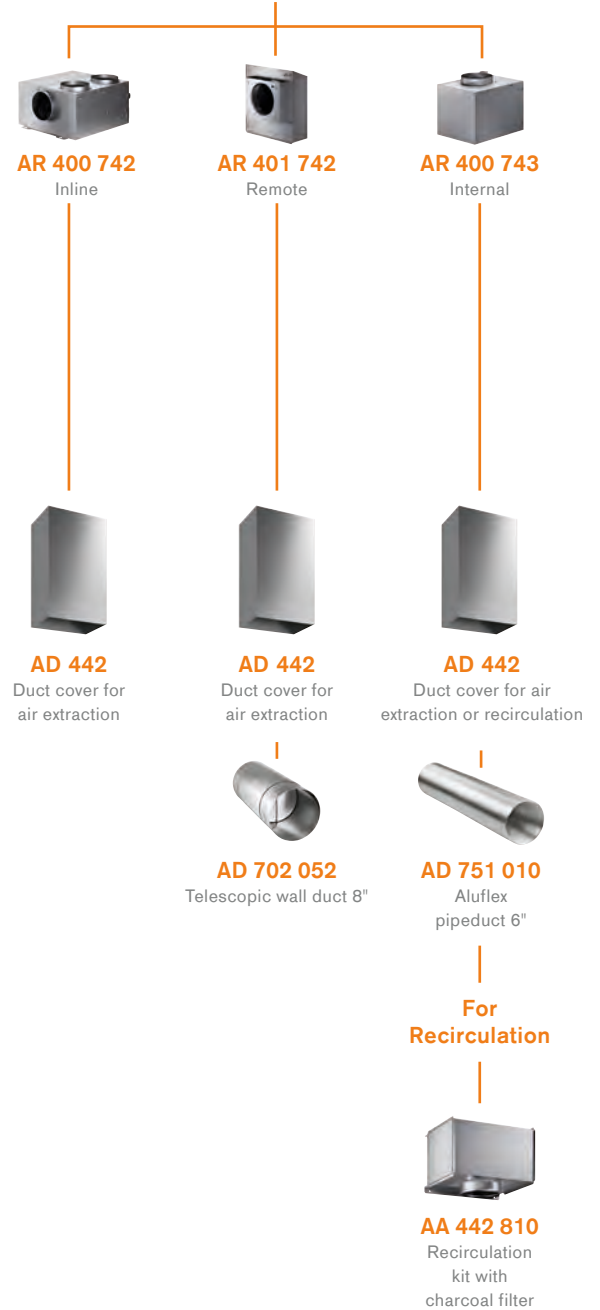 AR 400 742
Inline
AR 401 742
Remote
AR 400 743
Internal
AD 442
Duct cover for
air extraction
AD 442
Duct cover for
air extraction
AD 442
Duct cover for air
extraction or recirculation
AD 702 052
Telescopic wall duct 8"
AD 751 010
Aluflex
pipeduct 6"
For
Recirculation
AA 442 810
Recirculation
kit with
charcoal filter